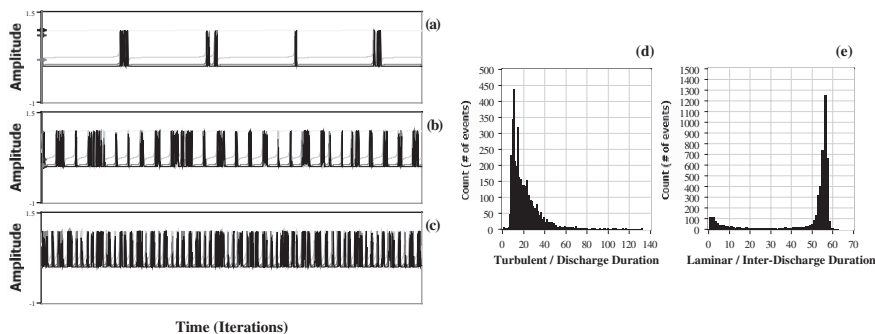 1.5
(a)
Amplitude
-1
1.5
(b)
Amplitude
-1
1.5
(c)
Amplitude
-1
Time (Iterations)
(d)
500
450
400
350
300
250
200
150
100
50
0
Count (# of events)
0 20 40 60 80 100 120 140
Turbulent / Discharge Duration
(e)
1500
1400
1300
1200
1100
1000
900
800
700
600
500
400
300
200
100
0
Count (# of events)
0 10 20 30 40 50 60 70
Laminar / Inter-Discharge Duration